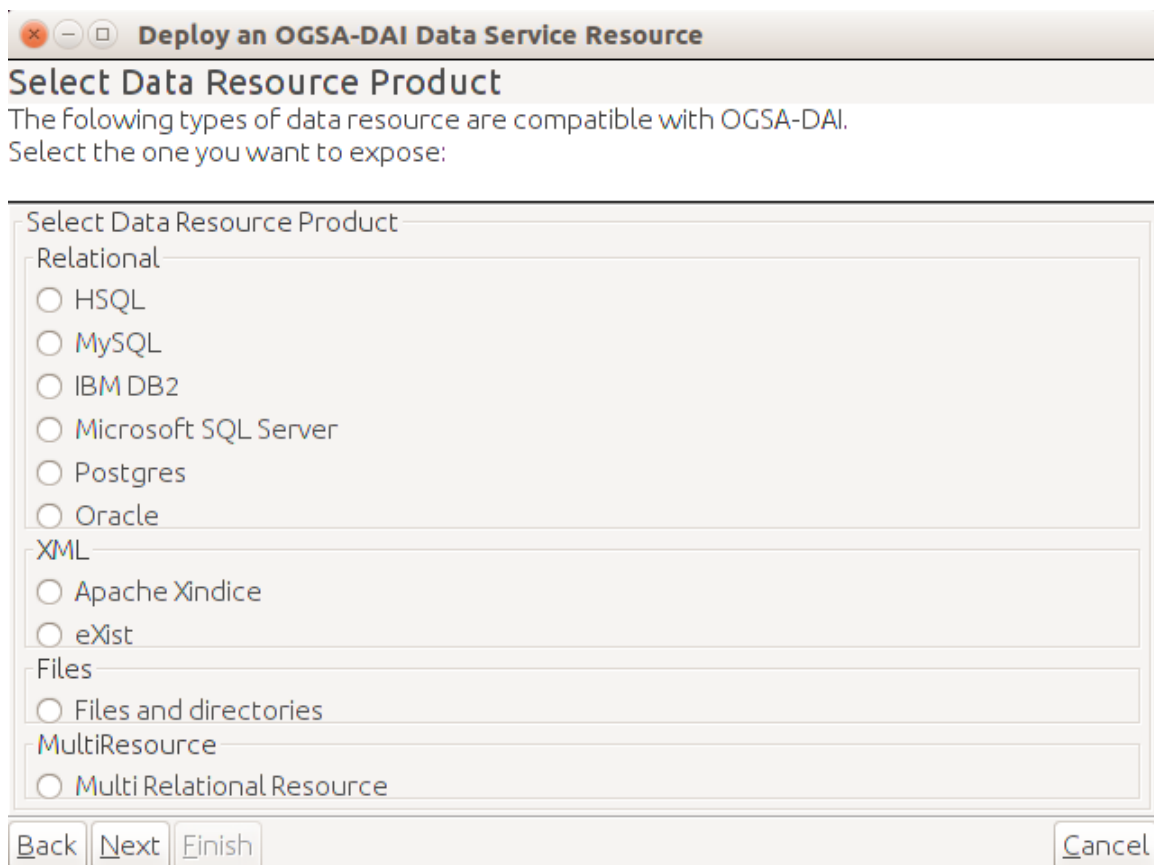 Deploy an OGSA-DAI Data Service Resource
Select Data Resource Product
The folowing types of data resource are compatible with OGSA-DAI.
Select the one you want to expose:
Select Data Resource Product
Relational
HSQL
MySQL
IBM DB2
Microsoft SQL Server
Postgres
Oracle
XML
Apache Xindice
eXist
Files
Files and directories
MultiResource
Multi Relational Resource
Back Next Finish Cancel